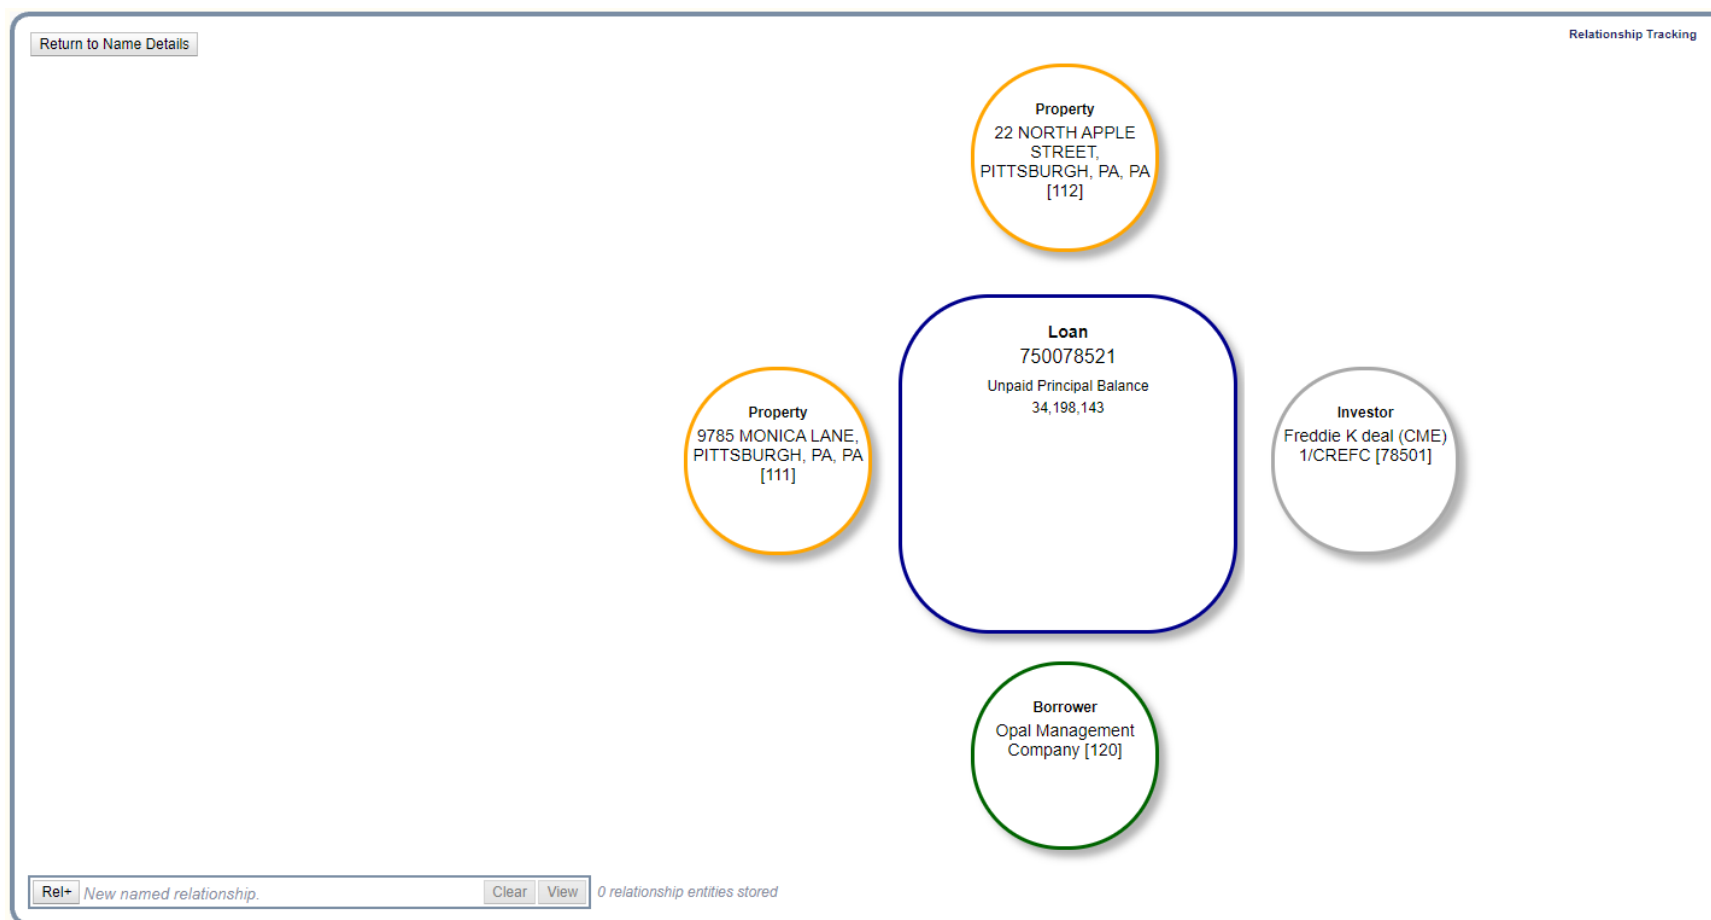 Return to Name Details
Relationship Tracking
Property
22 NORTH APPLE
STREET,
PITTSBURGH, PA, PA
[112]
Loan
750078521
Unpaid Principal Balance
34,198,143
Property
9785 MONICA LANE,
PITTSBURGH, PA, PA
[111]
Investor
Freddie K deal (CME)
1/CREFC [78501]
Borrower
Opal Management
Company [120]
Rel+ New named relationship. Clear View 0 relationship entities stored